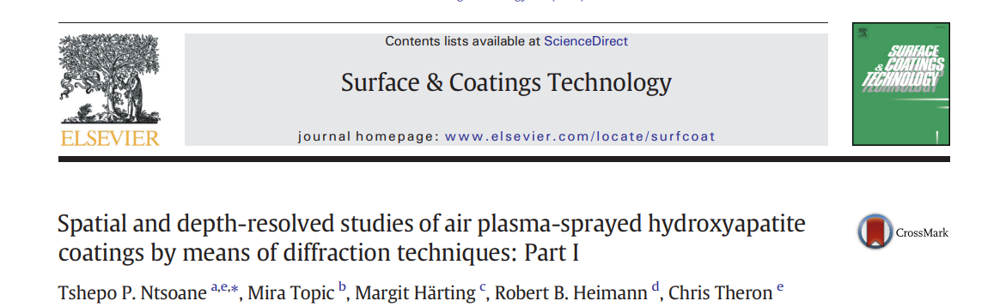 Contents lists available at ScienceDirect
Surface & Coatings Technology
journal homepage: www.elsevier.com/locate/surfcoat
ELSEVIER
SURFACE
& COATINGS
TECHNOLOGY
Spatial and depth-resolved studies of air plasma-sprayed hydroxyapatite
coatings by means of diffraction techniques: Part I
CrossMark
Tshepo P. Ntsoane a,e,*, Mira Topic b, Margit Härting c, Robert B. Heimann d, Chris Theron e